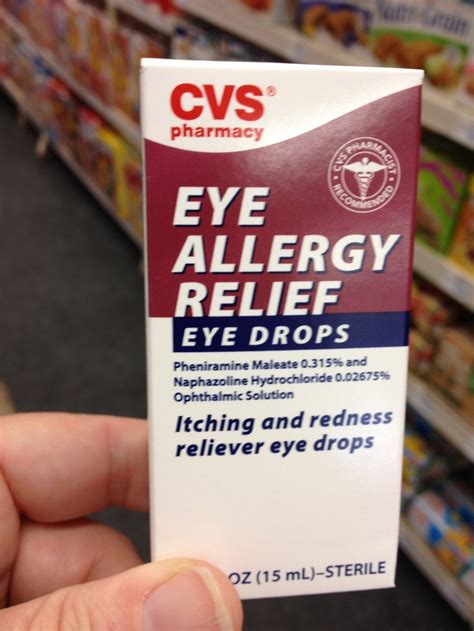 CVS®
pharmacy
CVS PHARMACIST
RECOMMENDED
EYE
ALLERGY
RELIEF
EYE DROPS
Pheniramine Maleate 0.315% and
Naphazoline Hydrochloride 0.02675%
Ophthalmic Solution
Itching and redness
reliever eye drops
OZ (15 mL)–STERILE